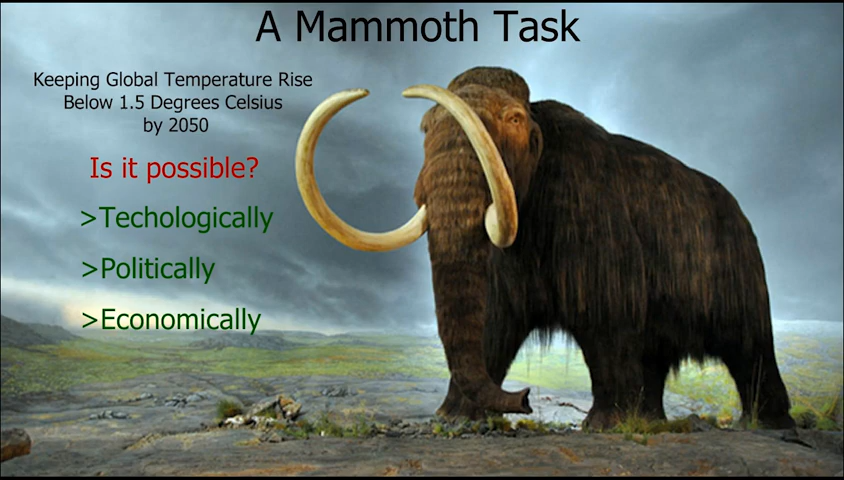 A Mammoth Task
Keeping Global Temperature Rise
Below 1.5 Degrees Celsius
by 2050
Is it possible?
>Techologically
>Politically
>Economically